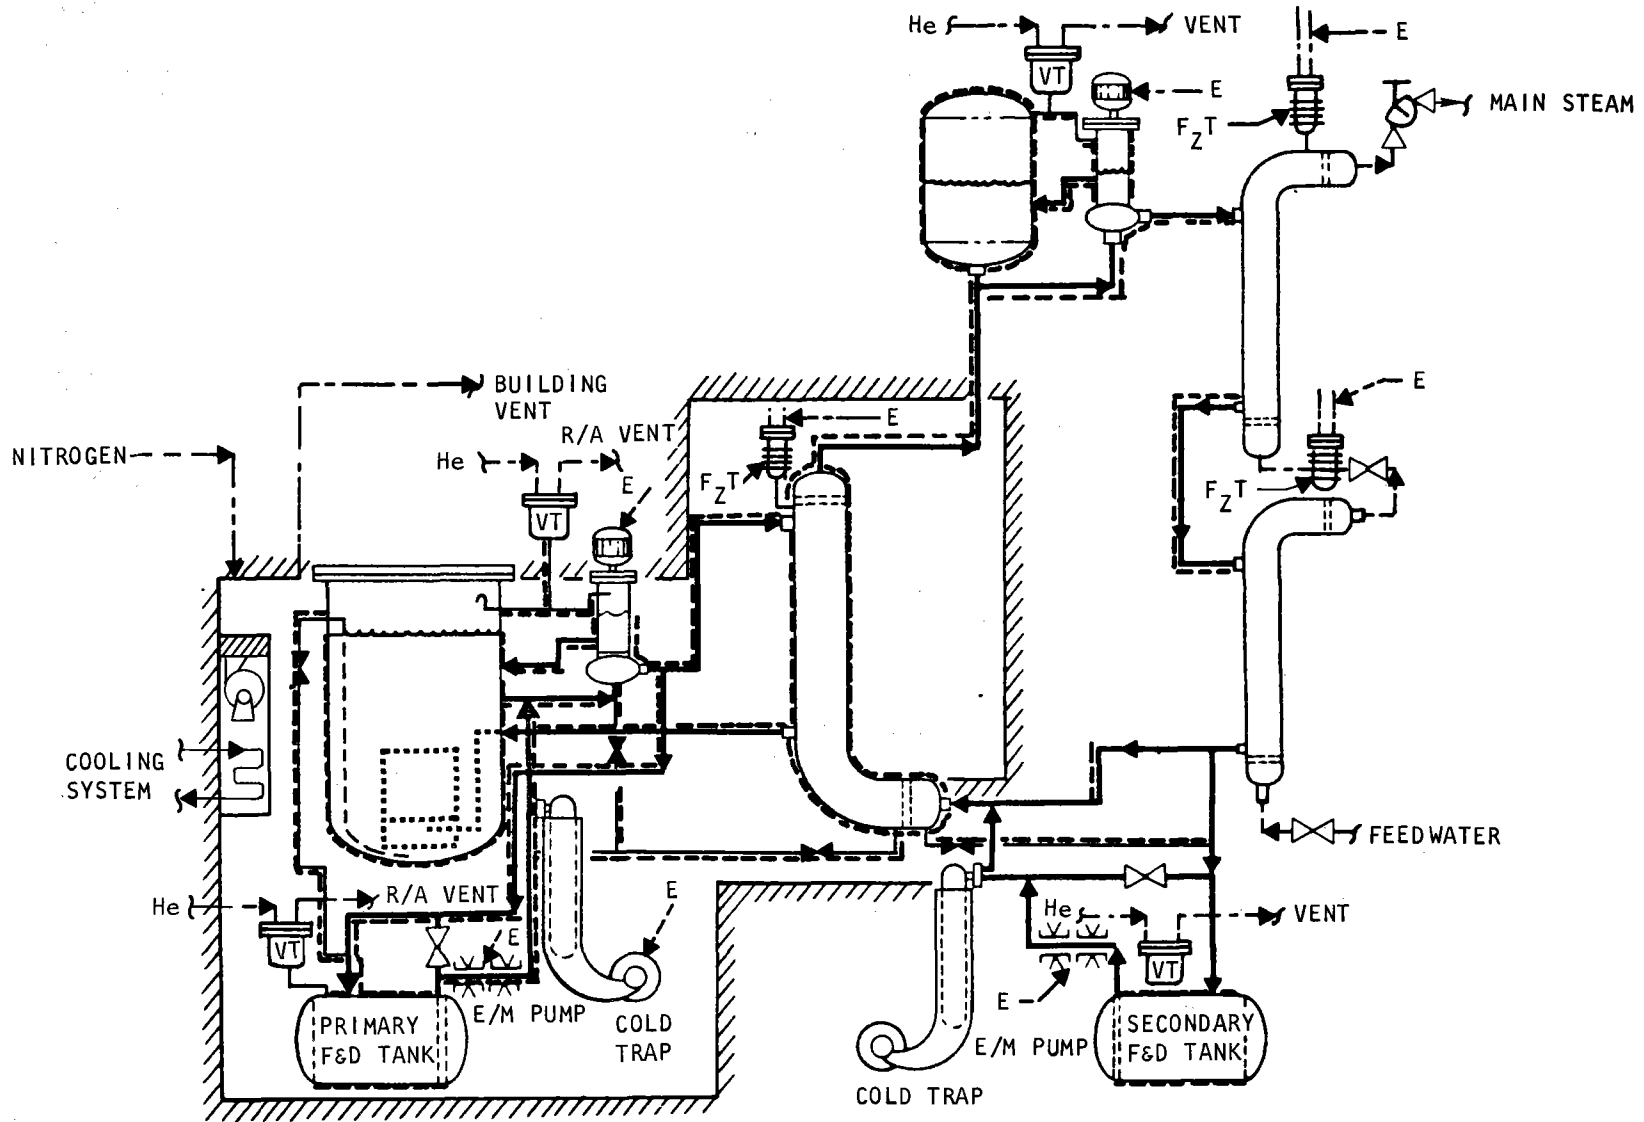 He
VENT
E
VT
E
MAIN STEAM
FZT
BUILDING
VENT
E
R/A VENT
E
NITROGEN
He
E
FZT
FZT
VT
COOLING
SYSTEM
FEEDWATER
R/A VENT
E
He
He
VENT
E
VT
VT
E
E/M PUMP
PRIMARY
F&D TANK
COLD
TRAP
E/M PUMP
SECONDARY
F&D TANK
COLD TRAP